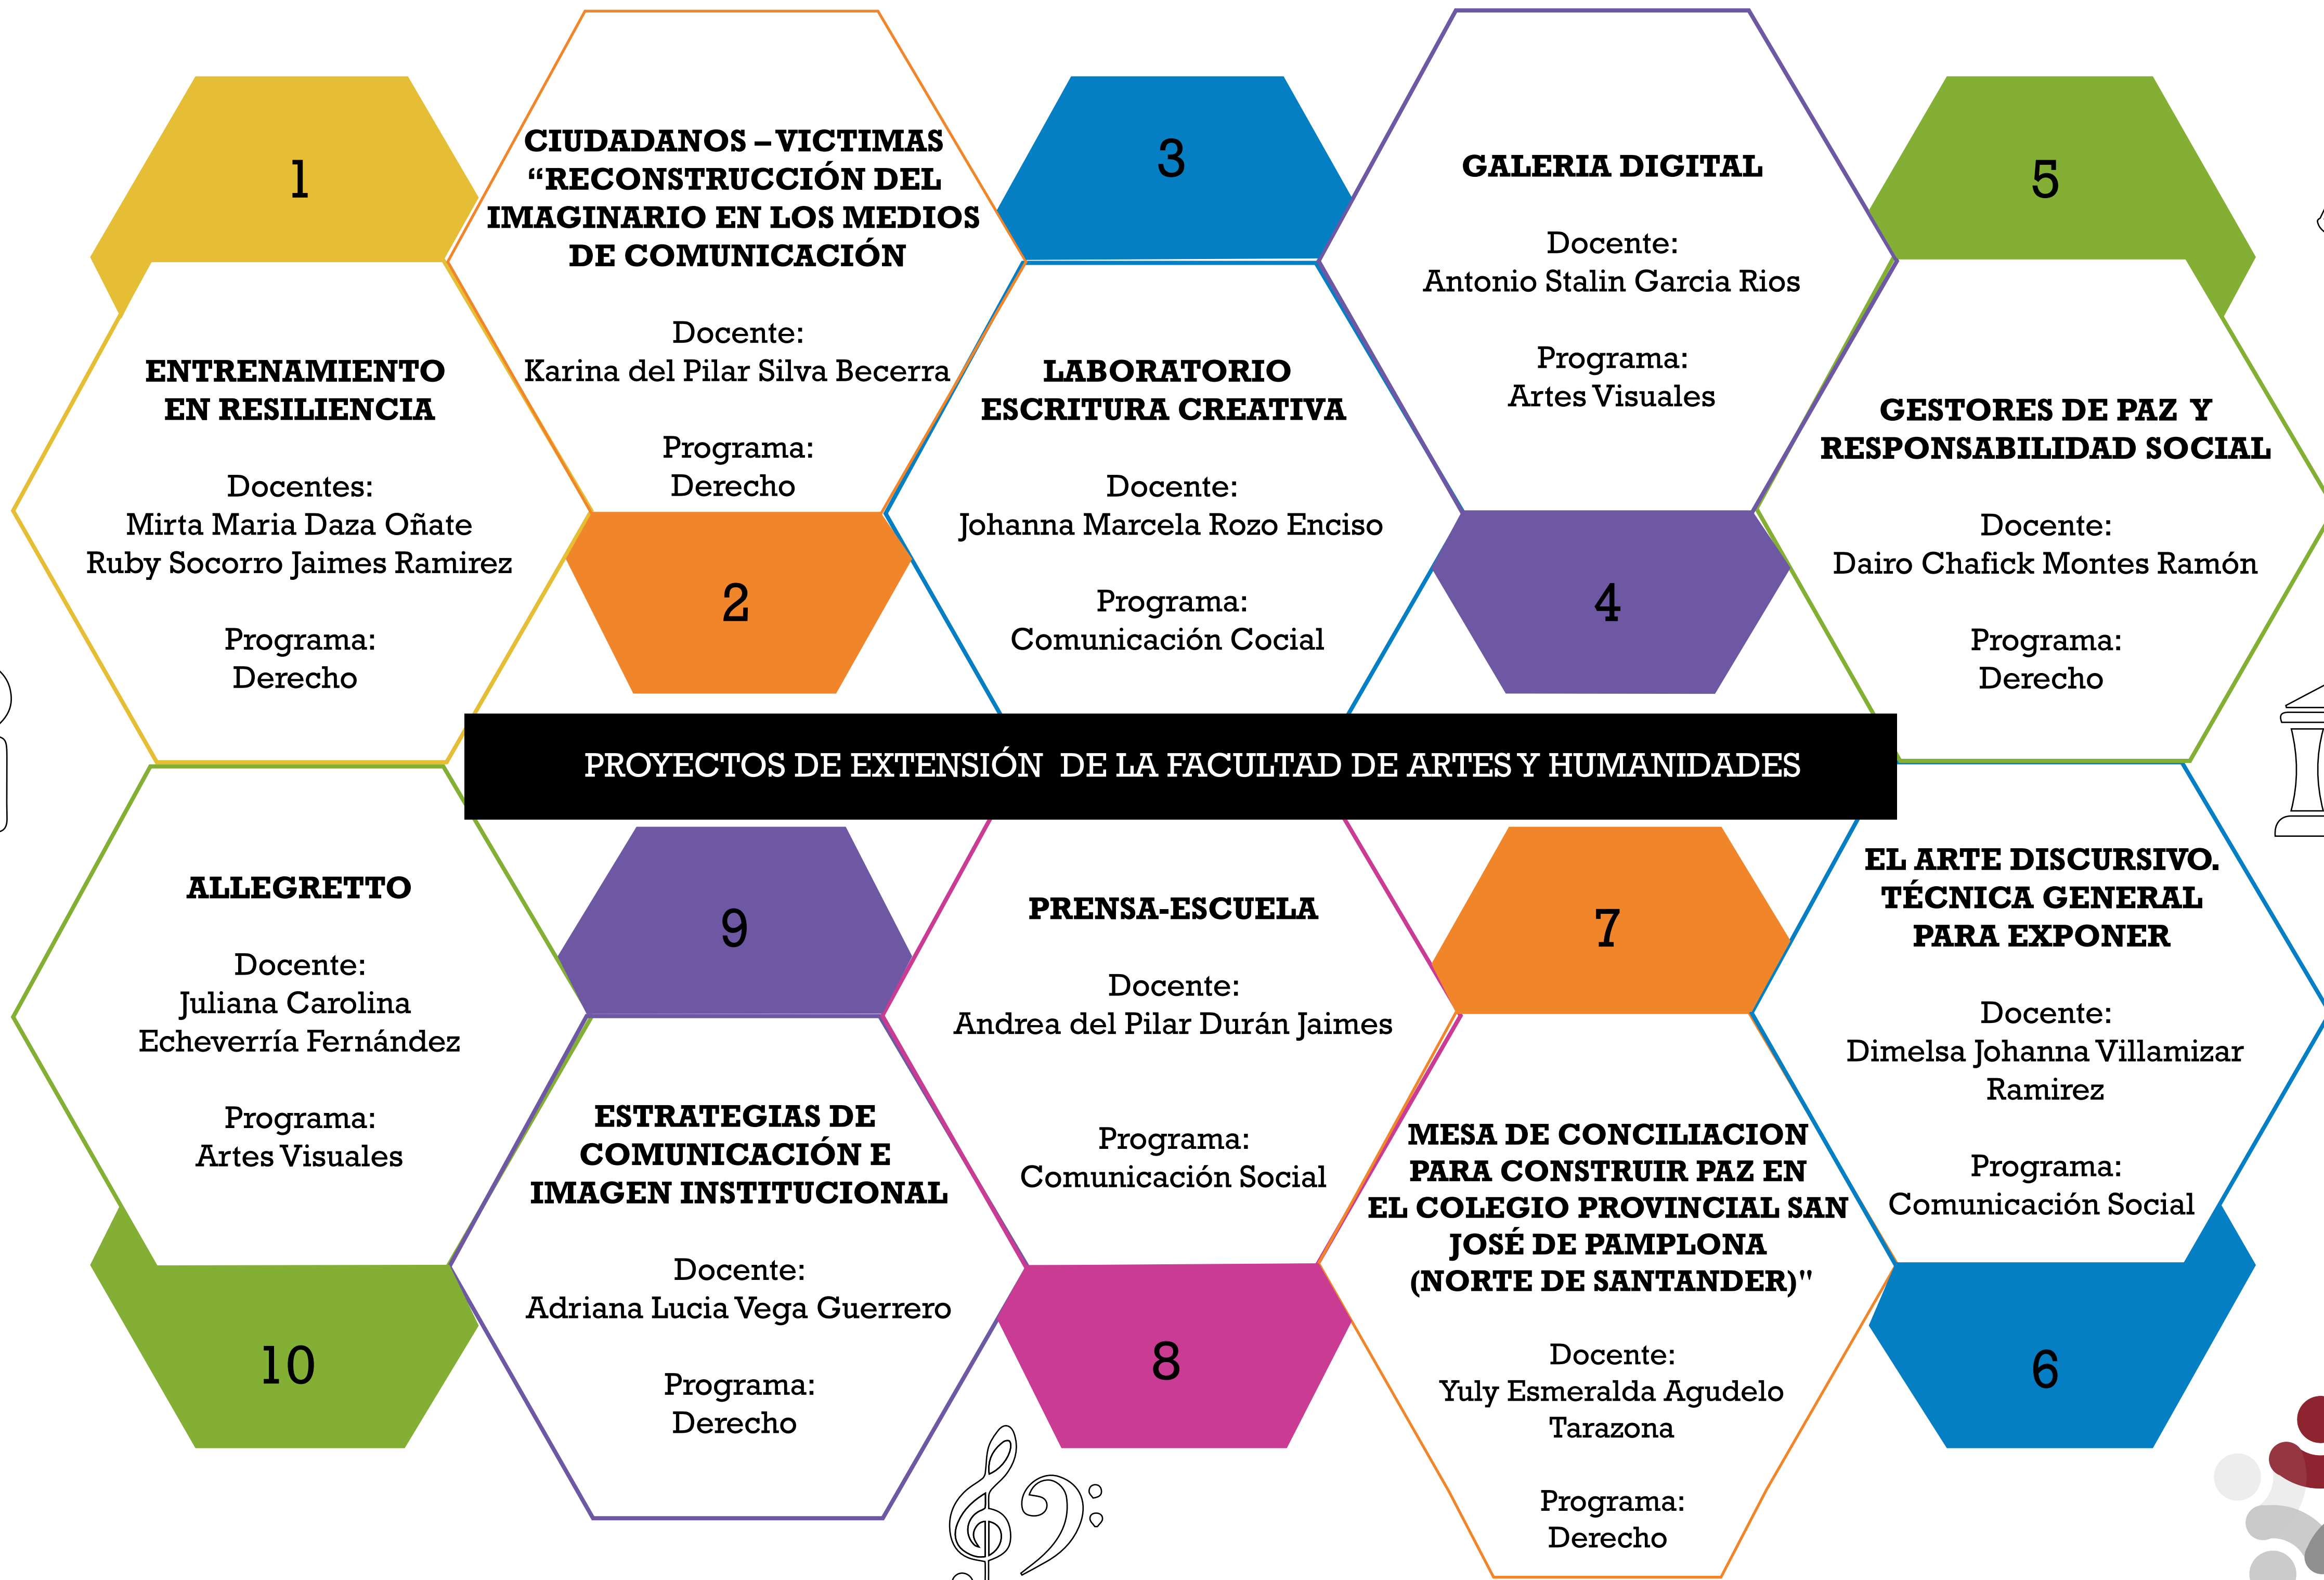 1
ENTRENAMIENTO
EN RESILIENCIA
Docentes:
Mirta Maria Daza Oñate
Ruby Socorro Jaimes Ramirez
Programa:
Derecho
CIUDADANOS – VICTIMAS
“RECONSTRUCCIÓN DEL
IMAGINARIO EN LOS MEDIOS
DE COMUNICACIÓN
Docente:
Karina del Pilar Silva Becerra
Programa:
Derecho
2
3
LABORATORIO
ESCRITURA CREATIVA
Docente:
Johanna Marcela Rozo Enciso
Programa:
Comunicación Cocial
GALERIA DIGITAL
Docente:
Antonio Stalin Garcia Rios
Programa:
Artes Visuales
4
5
GESTORES DE PAZ Y
RESPONSABILIDAD SOCIAL
Docente:
Dairo Chafick Montes Ramón
Programa:
Derecho
PROYECTOS DE EXTENSIÓN DE LA FACULTAD DE ARTES Y HUMANIDADES
ALLEGRETTO
Docente:
Juliana Carolina
Echeverría Fernández
Programa:
Artes Visuales
10
9
ESTRATEGIAS DE
COMUNICACIÓN E
IMAGEN INSTITUCIONAL
Docente:
Adriana Lucia Vega Guerrero
Programa:
Derecho
PRENSA-ESCUELA
Docente:
Andrea del Pilar Durán Jaimes
Programa:
Comunicación Social
8
7
MESA DE CONCILIACION
PARA CONSTRUIR PAZ EN
EL COLEGIO PROVINCIAL SAN
JOSÉ DE PAMPLONA
(NORTE DE SANTANDER)"
Docente:
Yuly Esmeralda Agudelo
Tarazona
Programa:
Derecho
EL ARTE DISCURSIVO.
TÉCNICA GENERAL
PARA EXPONER
Docente:
Dimelsa Johanna Villamizar
Ramirez
Programa:
Comunicación Social
6